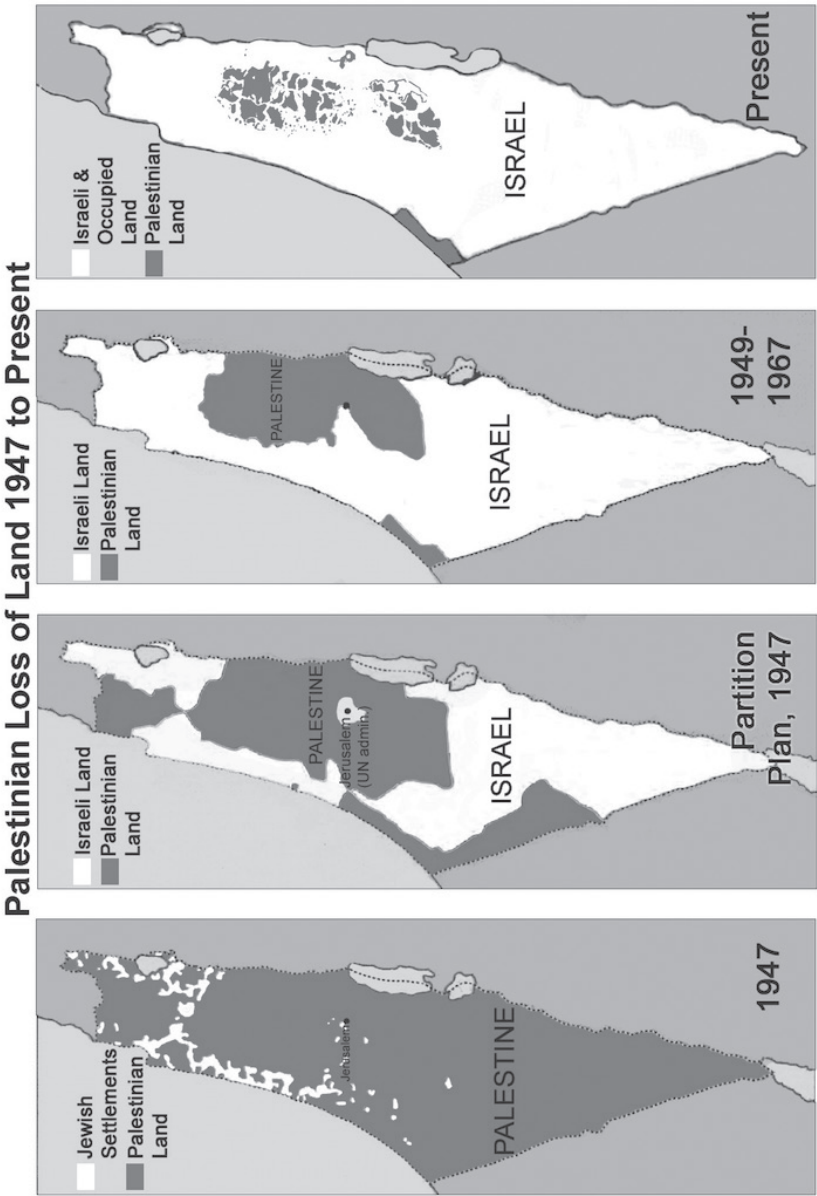 Palestinian Loss of Land 1947 to Present
Jewish
Settlements
Palestinian
Land
Jerusalem
PALESTINE
1947
Israeli Land
Palestinian
Land
PALESTINE
Jerusalem
(UN admin.)
ISRAEL
Partition
Plan, 1947
Israeli Land
Palestinian
Land
PALESTINE
ISRAEL
1949-
1967
Israeli &
Occupied
Land
Palestinian
Land
ISRAEL
Present